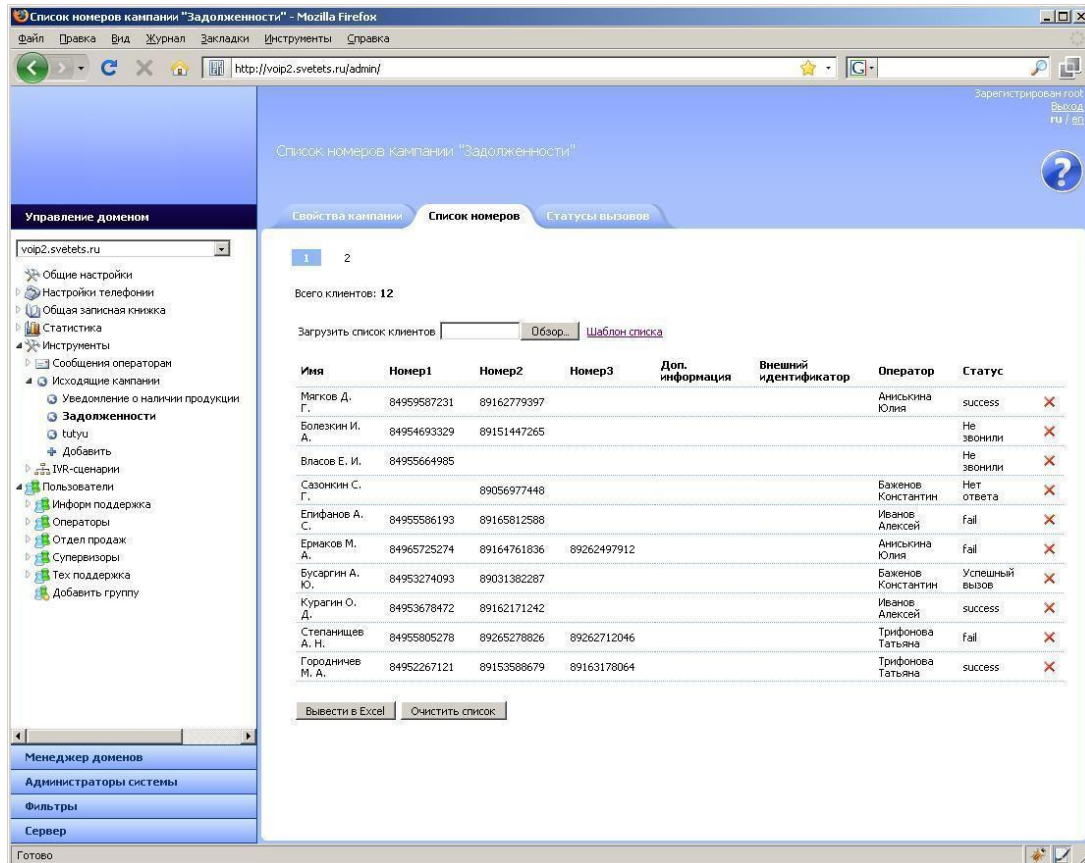 Список номеров кампании "Задолженности" - Mozilla Firefox
Файл Правка Вид Журнал Закладки Инструменты Справка
http://voip2.svetets.ru/admin/
Зарегистрирован root
Выход
ru / en
Список номеров кампании "Задолженности"
Управление доменом
Свойства кампании Список номеров Статусы вызовов
voip2.svetets.ru
Общие настройки
Настройки телефонии
Общая записная книжка
Статистика
Инструменты
Сообщения операторам
Исходящие кампании
Уведомление о наличии продукции
Задолженности
tutyu
Добавить
IVR-сценарии
Пользователи
Информ поддержка
Операторы
Отдел продаж
Супервизоры
Тех поддержка
Добавить группу
Менеджер доменов
Администраторы системы
Фильтры
Сервер
1 2
Всего клиентов: 12
Загрузить список клиентов Обзор... Шаблон списка
Имя Номер1 Номер2 Номер3 Доп. информация Внешний идентификатор Оператор Статус
Мягков Д. Г. 84959587231 89162779397 Аниськина Юлия success
Болезкин И. А. 84954693329 89151447265 Не звонили
Власов Е. И. 84955664985 Не звонили
Сазонкин С. Г. 89056977448 Баженов Константин Нет ответа
Епифанов А. С. 84955586193 89165812588 Иванов Алексей fail
Ермаков М. А. 84965725274 89164761836 89262497912 Аниськина Юлия fail
Бусаргин А. Ю. 84953274093 89031382287 Баженов Константин Успешный вызов
Курагин О. Д. 84953678472 89162171242 Иванов Алексей success
Степанищев А. Н. 84955805278 89265278826 89262712046 Трифонова Татьяна fail
Городничев М. А. 84952267121 89153588679 89163178064 Трифонова Татьяна success
Вывести в Excel Очистить список
Готово